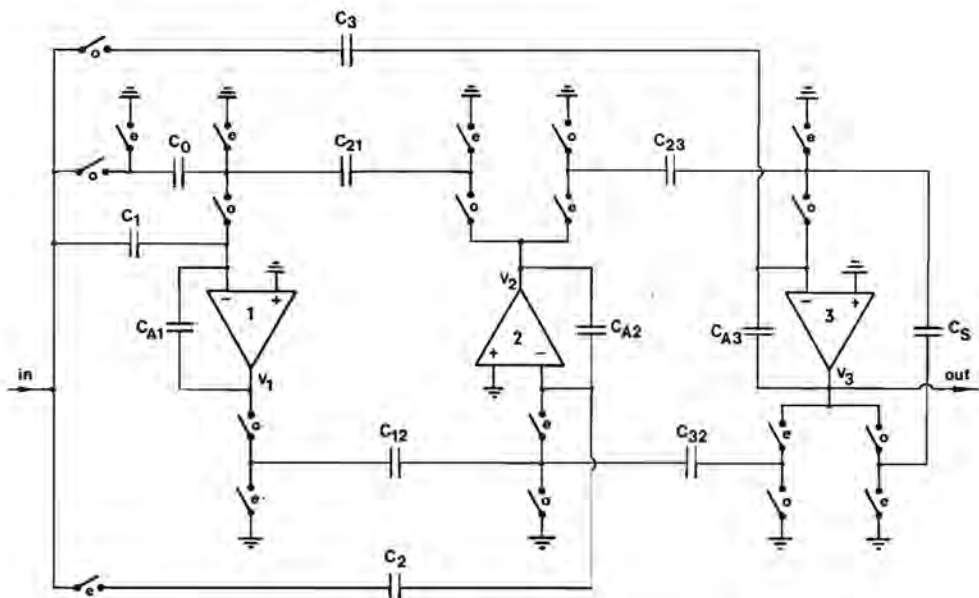 C3
o
e e e o e
C0 C21 C23
o
o o e o
C1
- + 1
CA1
V1
V2
2
+ -
CA2
- + 3
CA3
CS
V3
in
out
o e e o
C12 C32
e o o e
C2
e